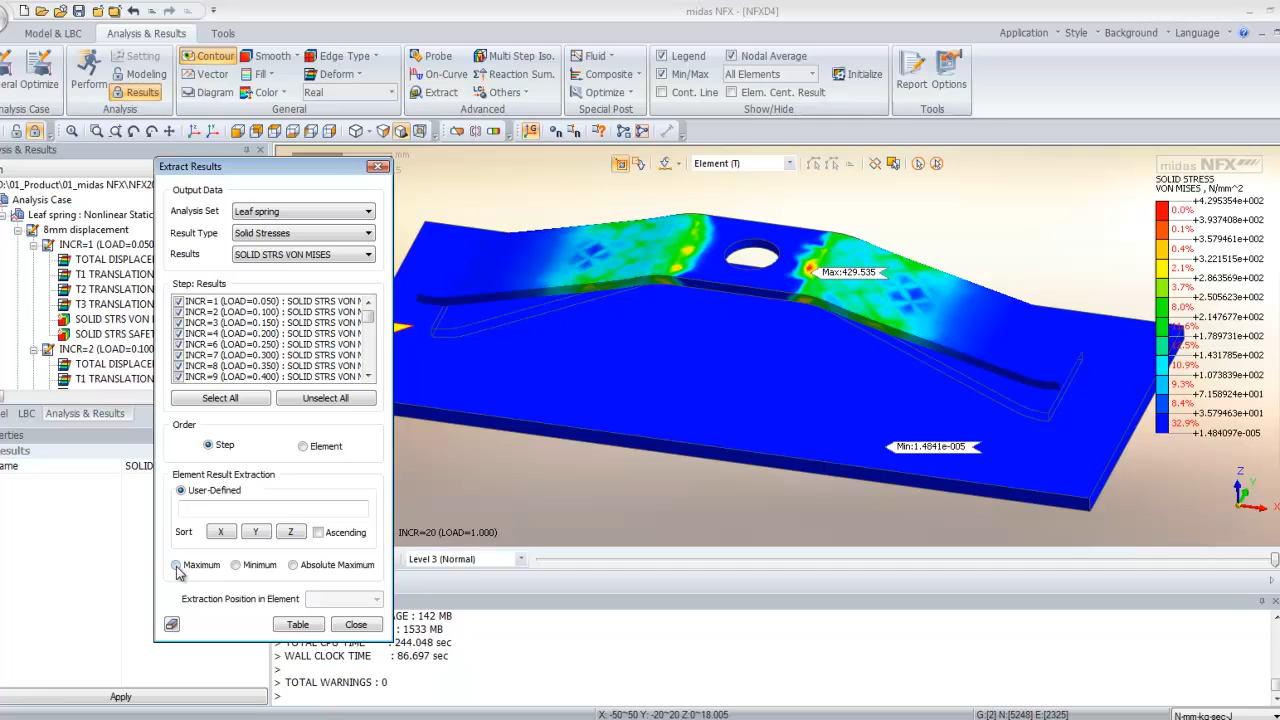 midas NFX - [NFXD4]
Model & LBC Analysis & Results Tools Application Style Background Language
Setting Contour Smooth Edge Type Probe Multi Step Iso. Fluid Legend Nodal Average
Optimize Perform Modeling Vector Fill Deform On-Curve Reaction Sum. Composite Min/Max All Elements Initialize Report Options
Results Diagram Color Real Extract Others Optimize Cont. Line Elem. Cent. Result
Analysis General Advanced Special Post Show/Hide Tools
Extract Results
Element (T)
midas NFX
Output Data
Analysis Set Leaf spring
Result Type Solid Stresses
Results SOLID STRS VON MISES
Step: Results
INCR=1 (LOAD=0.050) : SOLID STRS VON
INCR=2 (LOAD=0.100) : SOLID STRS VON
INCR=3 (LOAD=0.150) : SOLID STRS VON
INCR=4 (LOAD=0.200) : SOLID STRS VON
INCR=6 (LOAD=0.250) : SOLID STRS VON
INCR=7 (LOAD=0.300) : SOLID STRS VON
INCR=8 (LOAD=0.350) : SOLID STRS VON
INCR=9 (LOAD=0.400) : SOLID STRS VON
Select All Unselect All
Order
Step Element
Element Result Extraction
User-Defined
Sort X Y Z Ascending
Maximum Minimum Absolute Maximum
Extraction Position in Element
Table Close
Analysis Case
Leaf spring : Nonlinear Static
8mm displacement
INCR=1 (LOAD=0.050
TOTAL DISPLACEM
T1 TRANSLATION
T2 TRANSLATION
T3 TRANSLATION
SOLID STRS VON
SOLID STRS SAFET
INCR=2 (LOAD=0.100
TOTAL DISPLACEM
T1 TRANSLATION
LBC Analysis & Results
SOLID
Apply
Max:429.535
Min:1.4841e-005
SOLID STRESS
VON MISES , N/mm^2
+4.295354e+002
0.0%
+3.937408e+002
0.1%
+3.579461e+002
0.4%
+3.221515e+002
2.1%
+2.863569e+002
3.7%
+2.505623e+002
8.0%
+2.147677e+002
+1.789731e+002
+1.431785e+002
10.9%
+1.073839e+002
9.3%
+7.158924e+001
8.4%
+3.579463e+001
32.9%
+1.484097e-005
Z
Y
X
INCR=20 (LOAD=1.000)
Level 3 (Normal)
AGE : 142 MB
: 1533 MB
> TOTAL CPU TIME : 244.048 sec
> WALL CLOCK TIME : 86.697 sec
>
> TOTAL WARNINGS : 0
>
X: -50~50 Y: -20~20 Z:0~18.005 G:[2] N:[5248] E:[2325] N-mm-kg-sec-J